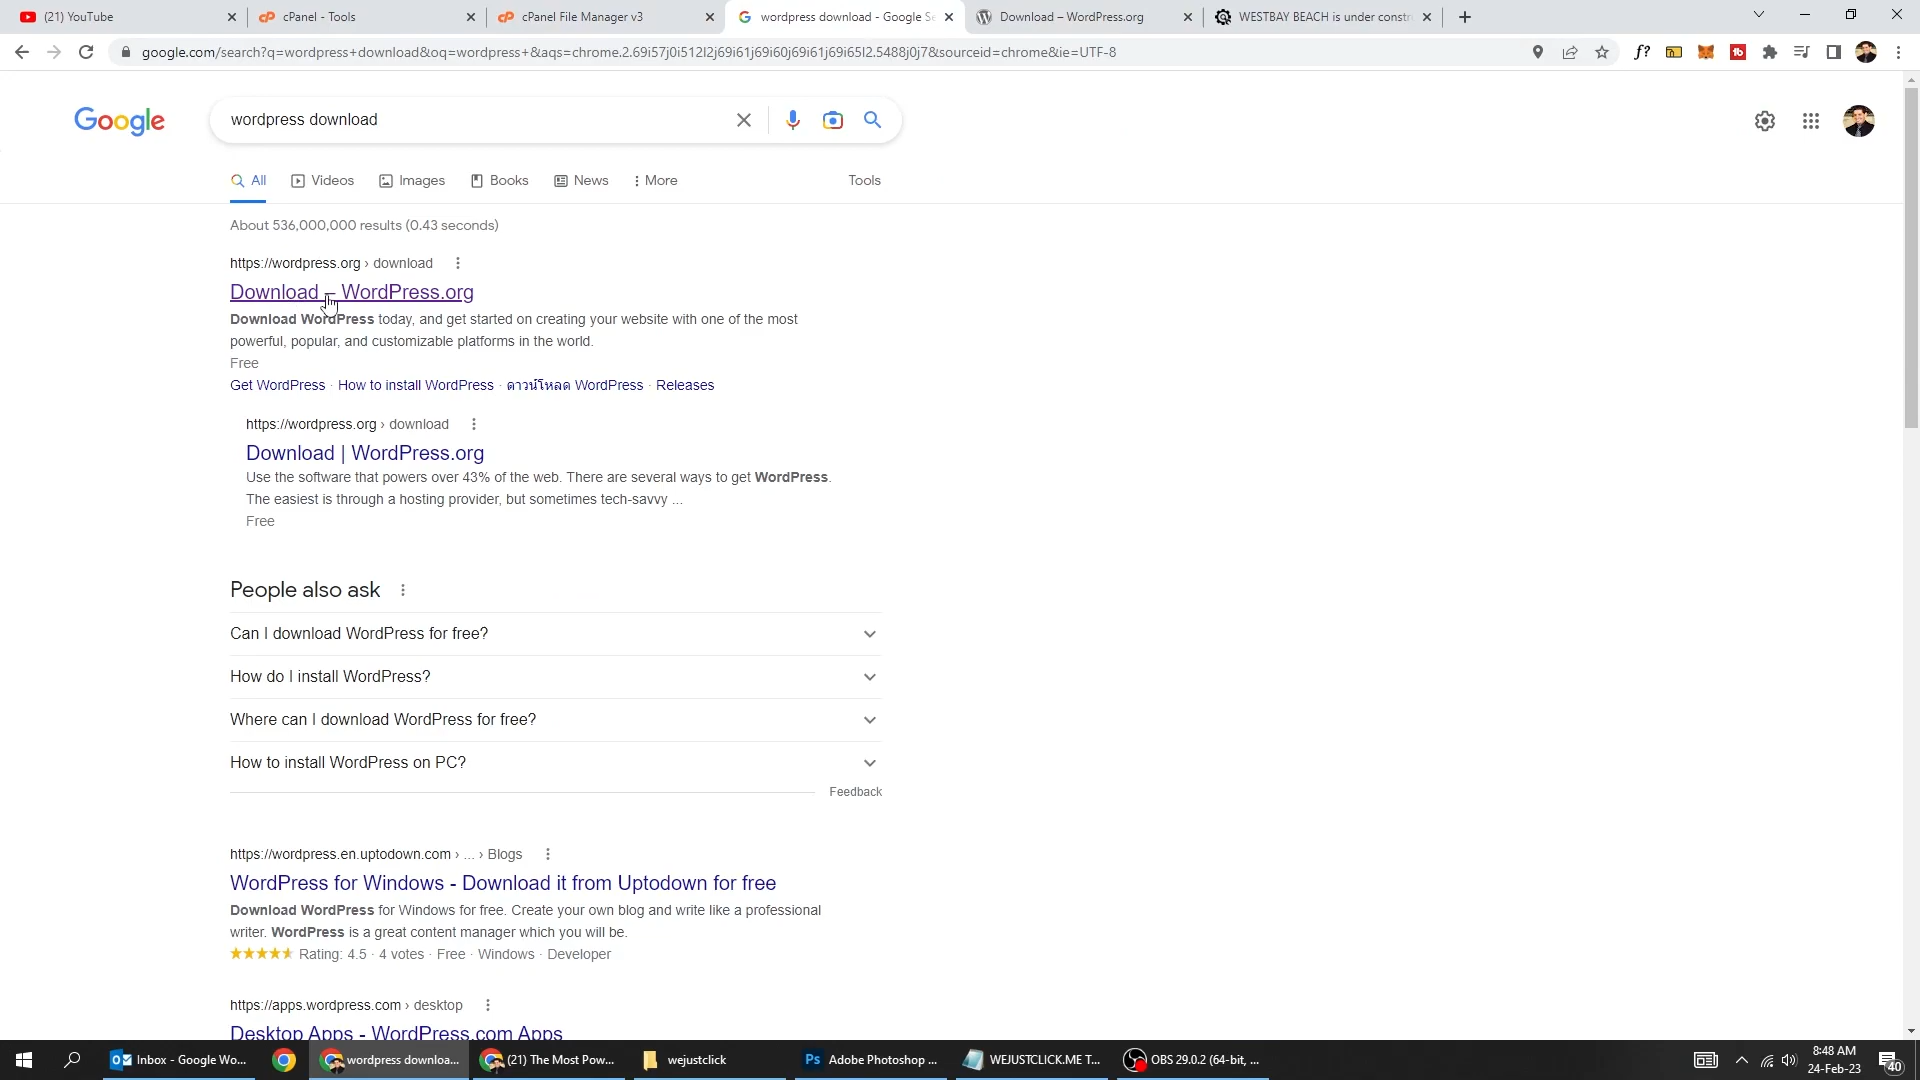 (21) YouTube
cPanel - Tools
cPanel File Manager v3
wordpress download - Google Se
Download – WordPress.org
WESTBAY BEACH is under constr
google.com/search?q=wordpress+download&oq=wordpress+&aqs=chrome.2.69i57j0i512l2j69i61j69i60j69i61j69i65l2.5488j0j7&sourceid=chrome&ie=UTF-8
f?
Google
wordpress download
All
Videos
Images
Books
News
More
Tools
About 536,000,000 results (0.43 seconds)
https://wordpress.org › download
Download – WordPress.org
Download WordPress today, and get started on creating your website with one of the most
powerful, popular, and customizable platforms in the world.
Free
Get WordPress · How to install WordPress · ดาวน์โหลด WordPress · Releases
https://wordpress.org › download
Download | WordPress.org
Use the software that powers over 43% of the web. There are several ways to get WordPress.
The easiest is through a hosting provider, but sometimes tech-savvy ...
Free
People also ask
Can I download WordPress for free?
How do I install WordPress?
Where can I download WordPress for free?
How to install WordPress on PC?
Feedback
https://wordpress.en.uptodown.com › ... › Blogs
WordPress for Windows - Download it from Uptodown for free
Download WordPress for Windows for free. Create your own blog and write like a professional
writer. WordPress is a great content manager which you will be.
Rating: 4.5 · 4 votes · Free · Windows · Developer
https://apps.wordpress.com › desktop
Desktop Apps - WordPress.com Apps
Inbox - Google Wo...
wordpress downloa...
(21) The Most Pow...
wejustclick
Ps
Adobe Photoshop ...
WEJUSTCLICK.ME T...
OBS 29.0.2 (64-bit, ...
8:48 AM
24-Feb-23
40